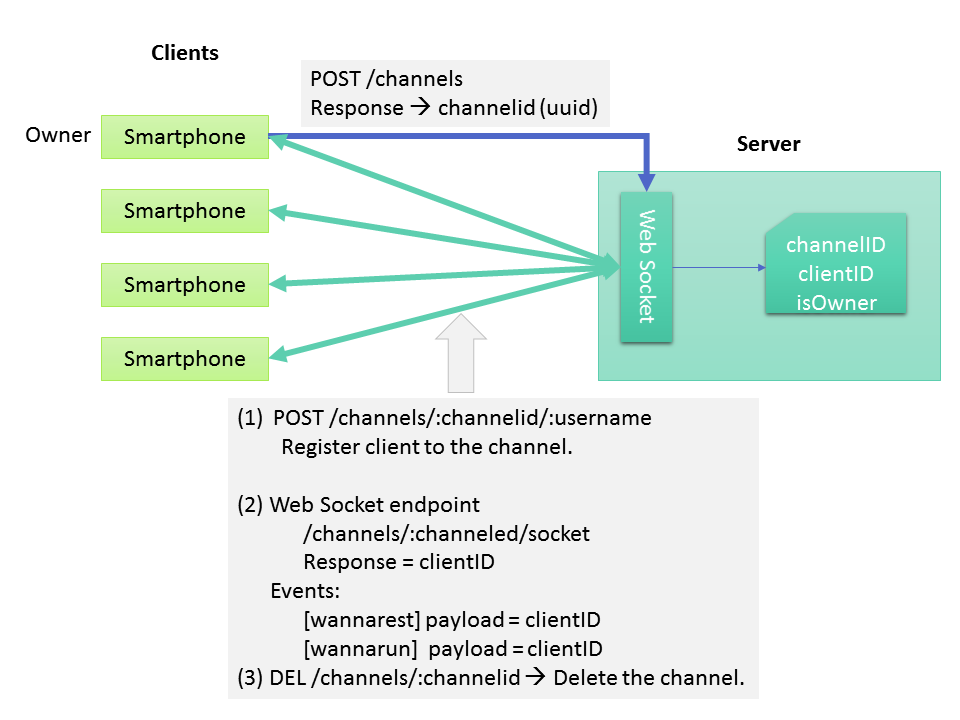 Clients
POST /channels
Response → channelid (uuid)
Owner
Smartphone
Server
Smartphone
Web Socket
channelID
clientID
isOwner
Smartphone
Smartphone
(1) POST /channels/:channelid/:username
Register client to the channel.
(2) Web Socket endpoint
/channels/:channeled/socket
Response = clientID
Events:
[wannarest] payload = clientID
[wannarun] payload = clientID
(3) DEL /channels/:channelid → Delete the channel.